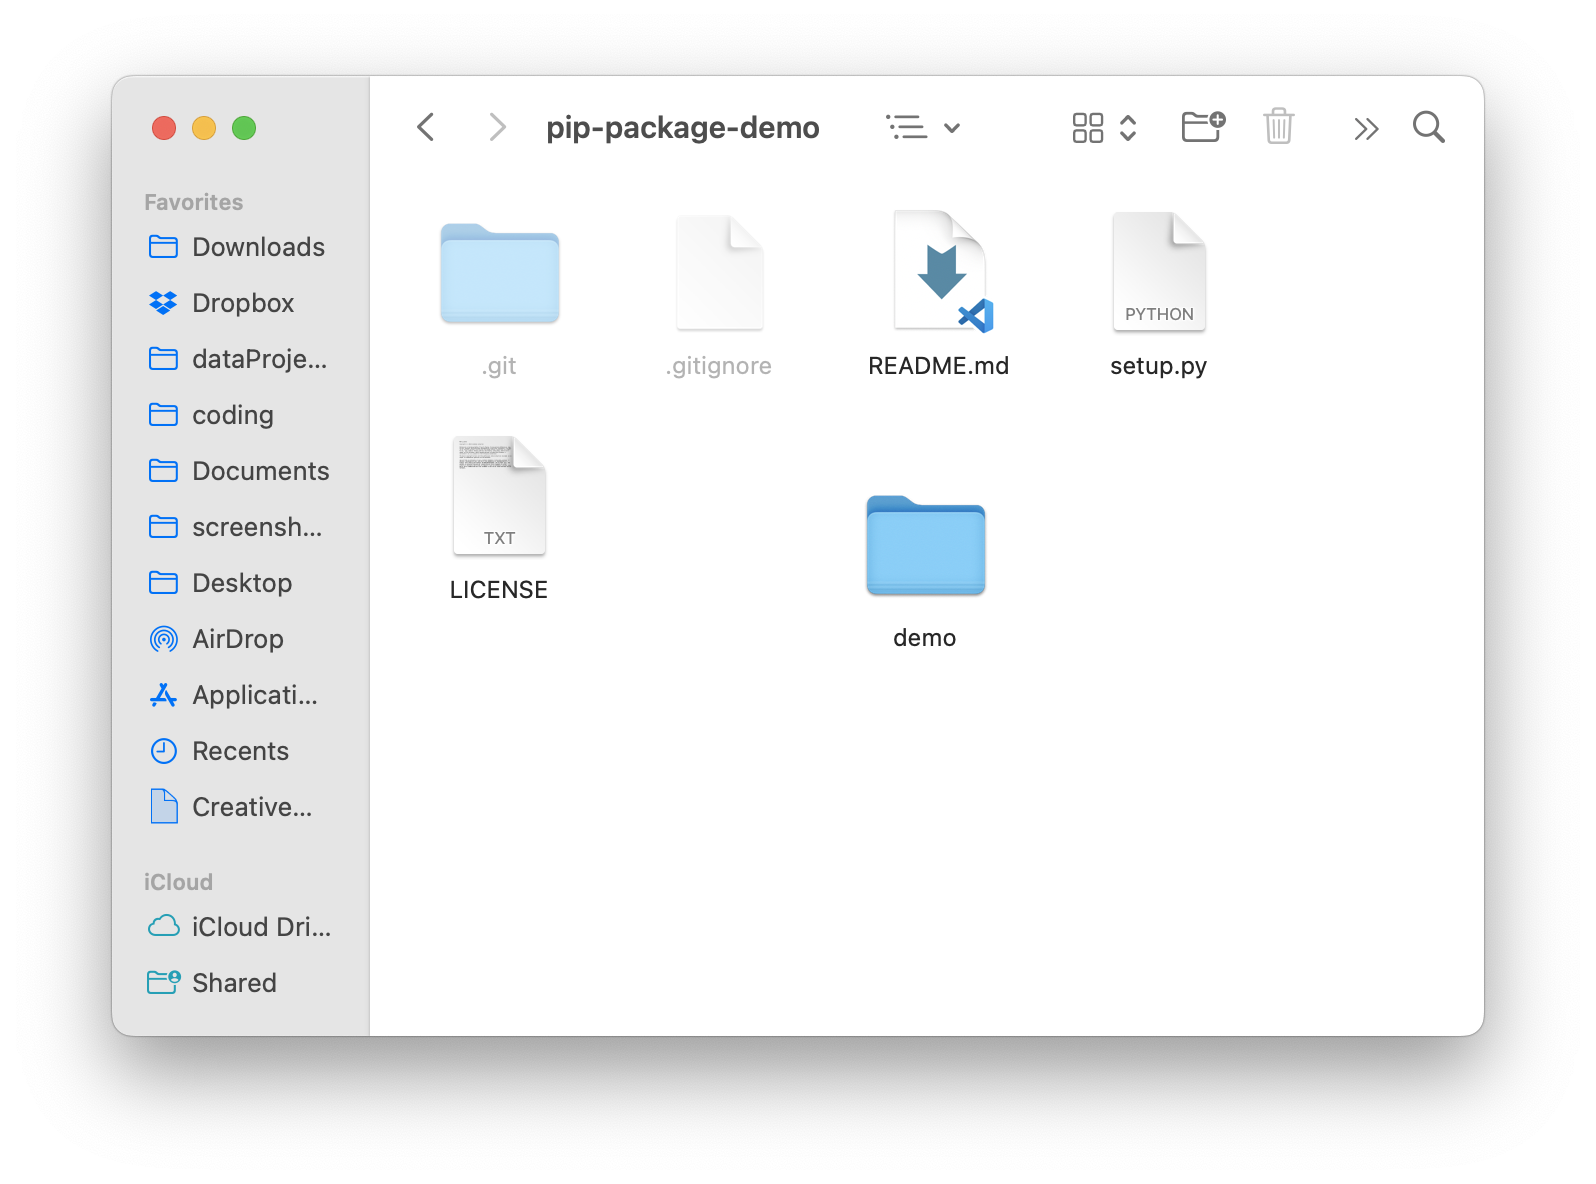 pip-package-demo
Favorites
Downloads
Dropbox
dataProje...
coding
Documents
screensh...
Desktop
AirDrop
Applicati...
Recents
Creative...
iCloud
iCloud Dri...
Shared
.git
.gitignore
README.md
PYTHON
setup.py
TXT
LICENSE
demo